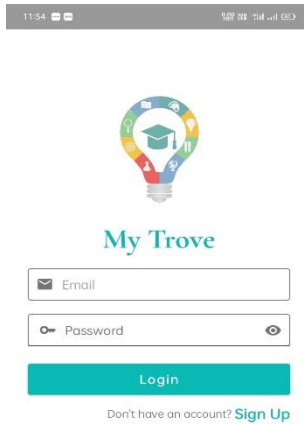 11:54
My Trove
Email
Password
Login
Don't have an account? Sign Up